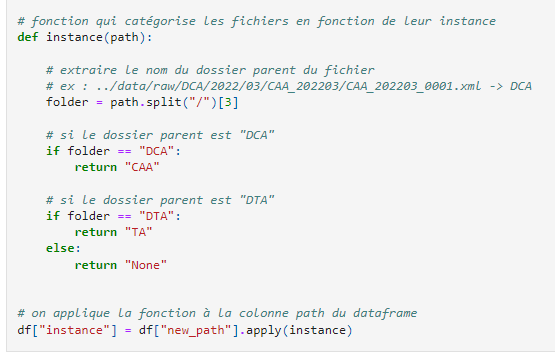 # fonction qui catégorise les fichiers en fonction de leur instance
def instance(path):
# extraire le nom du dossier parent du fichier
# ex : ../data/raw/DCA/2022/03/CAA_202203/CAA_202203_0001.xml -> DCA
folder = path.split("/")[3]
# si le dossier parent est "DCA"
if folder == "DCA":
return "CAA"
# si le dossier parent est "DTA"
if folder == "DTA":
return "TA"
else:
return "None"
# on applique la fonction à la colonne path du dataframe
df["instance"] = df["new_path"].apply(instance)